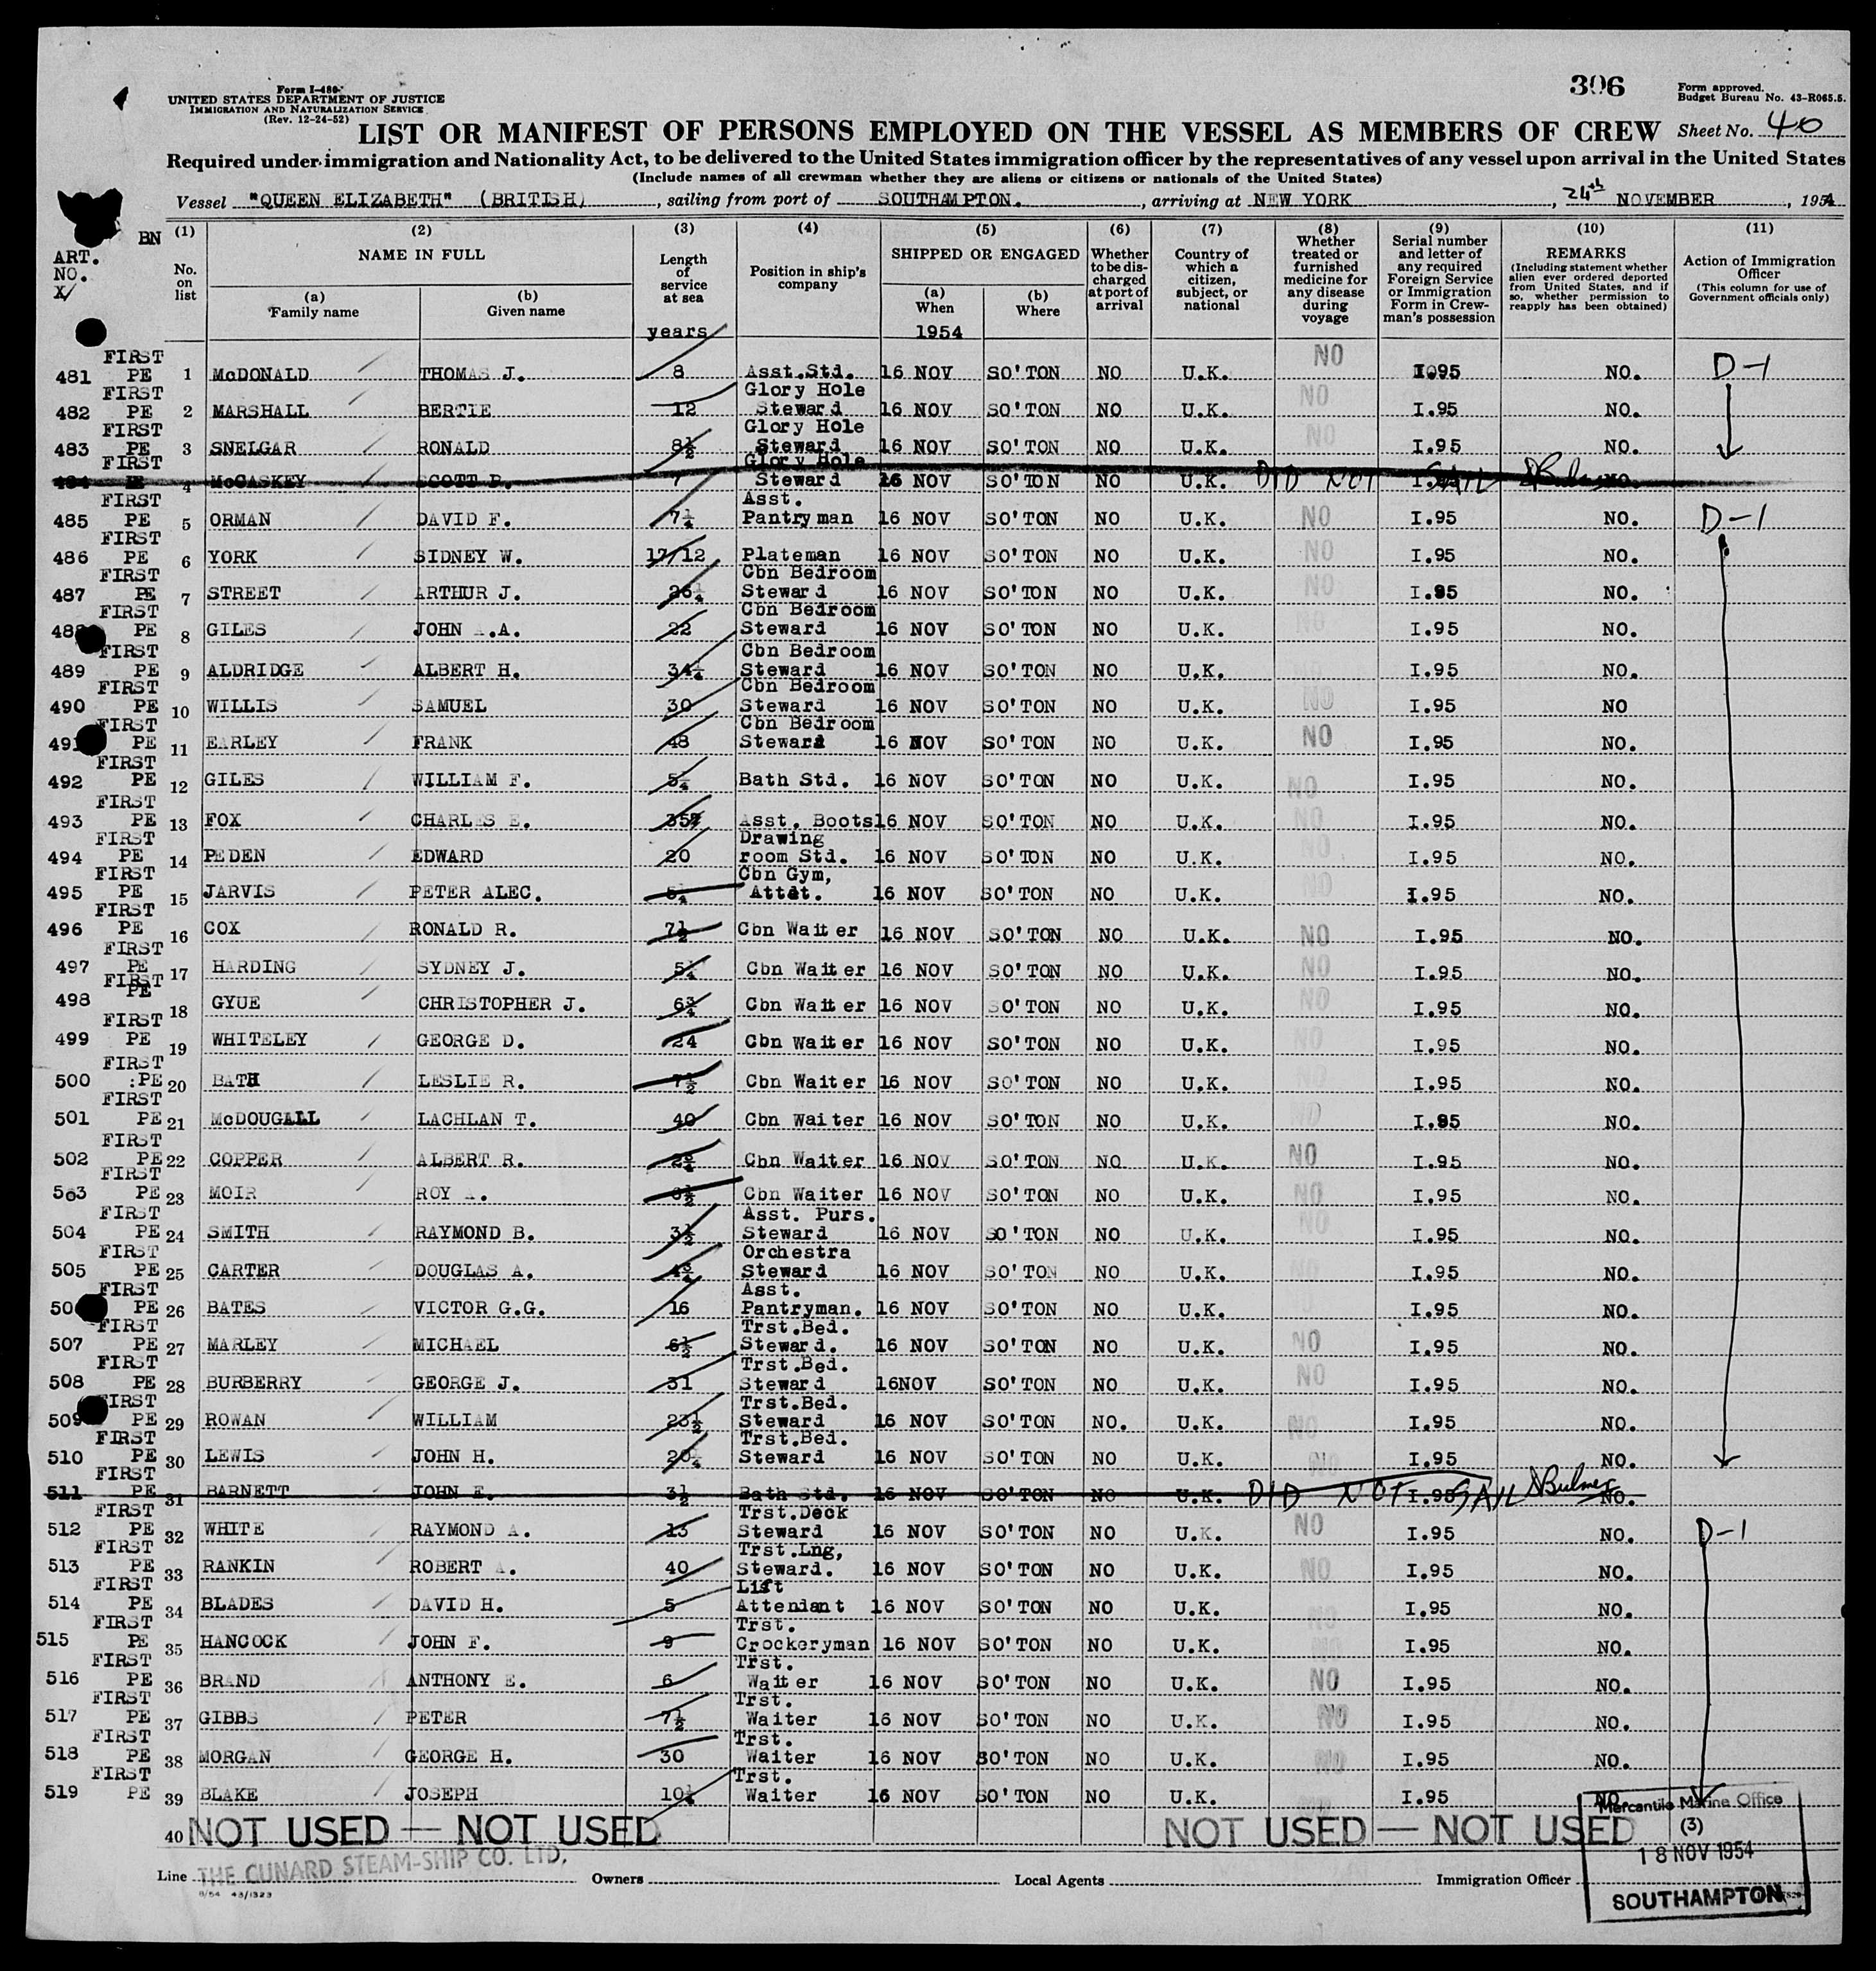 Form I-480
UNITED STATES DEPARTMENT OF JUSTICE
IMMIGRATION AND NATURALIZATION SERVICE
(Rev. 12-24-52)
306
Form approved.
Budget Bureau No. 43-R065.5.
LIST OR MANIFEST OF PERSONS EMPLOYED ON THE VESSEL AS MEMBERS OF CREW Sheet No. 40
Required under immigration and Nationality Act, to be delivered to the United States immigration officer by the representatives of any vessel upon arrival in the United States
(Include names of all crewman whether they are aliens or citizens or nationals of the United States)
Vessel "QUEEN ELIZABETH" (BRITISH), sailing from port of SOUTHAMPTON., arriving at NEW YORK, 24th NOVEMBER, 1954
ART. NO. X/ BN
(1) No. on list
(2) NAME IN FULL (a) Family name (b) Given name
(3) Length of service at sea years
(4) Position in ship's company
(5) SHIPPED OR ENGAGED (a) When 1954 (b) Where
(6) Whether to be discharged at port of arrival
(7) Country of which a citizen, subject, or national
(8) Whether treated or furnished medicine for any disease during voyage
(9) Serial number and letter of any required Foreign Service or Immigration Form in Crewman's possession
(10) REMARKS (Including statement whether alien ever ordered deported from United States, and if so, whether permission to reapply has been obtained)
(11) Action of Immigration Officer (This column for use of Government officials only)
481 FIRST PE 1 McDONALD THOMAS J. 8 Asst.Std. 16 NOV SO'TON NO U.K. NO I.95 NO. D-1
482 FIRST PE 2 MARSHALL BERTIE 12 Glory Hole Steward 16 NOV SO'TON NO U.K. NO I.95 NO.
483 FIRST PE 3 SNELGAR RONALD 8½ Glory Hole Steward 16 NOV SO'TON NO U.K. NO I.95 NO.
484 FIRST PE 4 McCASKEY SCOTT 7 Glory Hole Steward 16 NOV SO'TON NO U.K. DID NOT SAIL
485 FIRST PE 5 ORMAN DAVID F. 7¼ Asst. Pantryman 16 NOV SO'TON NO U.K. NO I.95 NO. D-1
486 FIRST PE 6 YORK SIDNEY W. 17/12 Plateman 16 NOV SO'TON NO U.K. NO I.95 NO.
487 FIRST PE 7 STREET ARTHUR J. 26¼ Cbn Bedroom Steward 16 NOV SO'TON NO U.K. NO I.95 NO.
FIRST PE 8 GILES JOHN A. 22 Cbn Bedroom Steward 16 NOV SO'TON NO U.K. NO I.95 NO.
489 FIRST PE 9 ALDRIDGE ALBERT H. 34¼ Cbn Bedroom Steward 16 NOV SO'TON NO U.K. I.95 NO.
490 FIRST PE 10 WILLIS SAMUEL 30 Cbn Bedroom Steward 16 NOV SO'TON NO U.K. NO I.95 NO
491 FIRST PE 11 EARLEY FRANK 48 Cbn Bedroom Steward 16 NOV SO'TON NO U.K. NO I.95 NO.
492 FIRST PE 12 GILES WILLIAM F. 5¼ Bath Std. 16 NOV SO'TON NO U.K. NO I.95 NO.
493 FIRST PE 13 FOX CHARLES E. Asst. Boots 16 NOV SO'TON NO U.K. NO I.95 NO.
494 FIRST PE 14 PEDEN EDWARD 20 Drawing room Std. 16 NOV SO'TON NO U.K. NO I.95 NO.
495 FIRST PE 15 JARVIS PETER ALEC. Cbn Gym, Attdt. 16 NOV SO'TON NO U.K. NO I.95 NO.
496 FIRST PE 16 COX RONALD R. 7½ Cbn Waiter 16 NOV SO'TON NO U.K. NO I.95 NO.
497 FIRST PE 17 HARDING SYDNEY J. 5¼ Cbn Waiter 16 NOV SO'TON NO U.K. NO I.95 NO.
498 FIRST PE 18 GYUE CHRISTOPHER J. 6¾ Cbn Waiter 16 NOV SO'TON NO U.K. NO I.95 NO.
499 FIRST PE 19 WHITELEY GEORGE D. 24 Cbn Waiter 16 NOV SO'TON NO U.K. NO I.95 NO.
500 FIRST PE 20 BATH LESLIE R. 7½ Cbn Waiter 16 NOV SO'TON NO U.K. I.95 NO.
501 FIRST PE 21 McDOUGALL LACHLAN T. 40 Cbn Waiter 16 NOV SO'TON NO U.K. NO I.95 NO.
502 FIRST PE 22 COPPER ALBERT R. Cbn Waiter 16 NOV SO'TON NO U.K. NO I.95 NO.
503 FIRST PE 23 MOIR ROY A. Cbn Waiter 16 NOV SO'TON NO U.K. NO I.95 NO.
504 FIRST PE 24 SMITH RAYMOND B. 3½ Asst. Purs. Steward 16 NOV SO'TON NO U.K. NO I.95 NO.
505 FIRST PE 25 CARTER DOUGLAS A. 4¾ Orchestra Steward 16 NOV SO'TON NO U.K. I.95 NO.
FIRST PE 26 BATES VICTOR G.G. 16 Asst. Pantryman. 16 NOV SO'TON NO U.K. I.95 NO.
507 FIRST PE 27 MARLEY MICHAEL 6½ Trst.Bed. Steward. 16 NOV SO'TON NO U.K. NO I.95 NO.
508 FIRST PE 28 BURBERRY GEORGE J. 31 Trst.Bed. Steward 16NOV SO'TON NO U.K. NO I.95 NO.
509 FIRST PE 29 ROWAN WILLIAM 23½ Trst.Bed. Steward 16 NOV SO'TON NO. U.K. NO I.95 NO.
510 FIRST PE 30 LEWIS JOHN H. 20¼ Trst.Bed. Steward 16 NOV SO'TON NO U.K. NO I.95 NO.
511 FIRST PE 31 BARNETT JOHN E. 3½ Bath Std. 16 NOV SO'TON NO U.K. DID NOT SAIL I.95 NO.
512 FIRST PE 32 WHITE RAYMOND A. 13 Trst.Deck Steward 16 NOV SO'TON NO U.K. NO I.95 NO. D-1
513 FIRST PE 33 RANKIN ROBERT A. 40 Trst.Lng, Steward. 16 NOV SO'TON NO U.K. NO I.95 NO.
514 FIRST PE 34 BLADES DAVID H. 5 Lift Attendant 16 NOV SO'TON NO U.K. NO I.95 NO.
515 FIRST PE 35 HANCOCK JOHN F. 9 Trst. Crockeryman 16 NOV SO'TON NO U.K. NO I.95 NO.
516 FIRST PE 36 BRAND ANTHONY E. 6 Trst. Waiter 16 NOV SO'TON NO U.K. NO I.95 NO.
517 FIRST PE 37 GIBBS PETER 7½ Trst. Waiter 16 NOV SO'TON NO U.K. NO I.95 NO.
518 FIRST PE 38 MORGAN GEORGE H. 30 Trst. Waiter 16 NOV SO'TON NO U.K. NO I.95 NO.
519 FIRST PE 39 BLAKE JOSEPH 10¼ Trst. Waiter 16 NOV SO'TON NO U.K. NO I.95 NO.
40 NOT USED — NOT USED NOT USED — NOT USED
Mercantile Marine Office
(3)
18 NOV 1954
SOUTHAMPTON
Line THE CUNARD STEAM-SHIP CO. LTD. Owners Local Agents Immigration Officer
8/54 43/1323